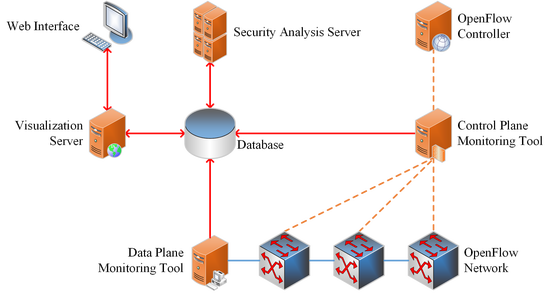 Web Interface
Security Analysis Server
OpenFlow
Controller
Visualization
Server
Database
Control Plane
Monitoring Tool
Data Plane
Monitoring Tool
OpenFlow
Network